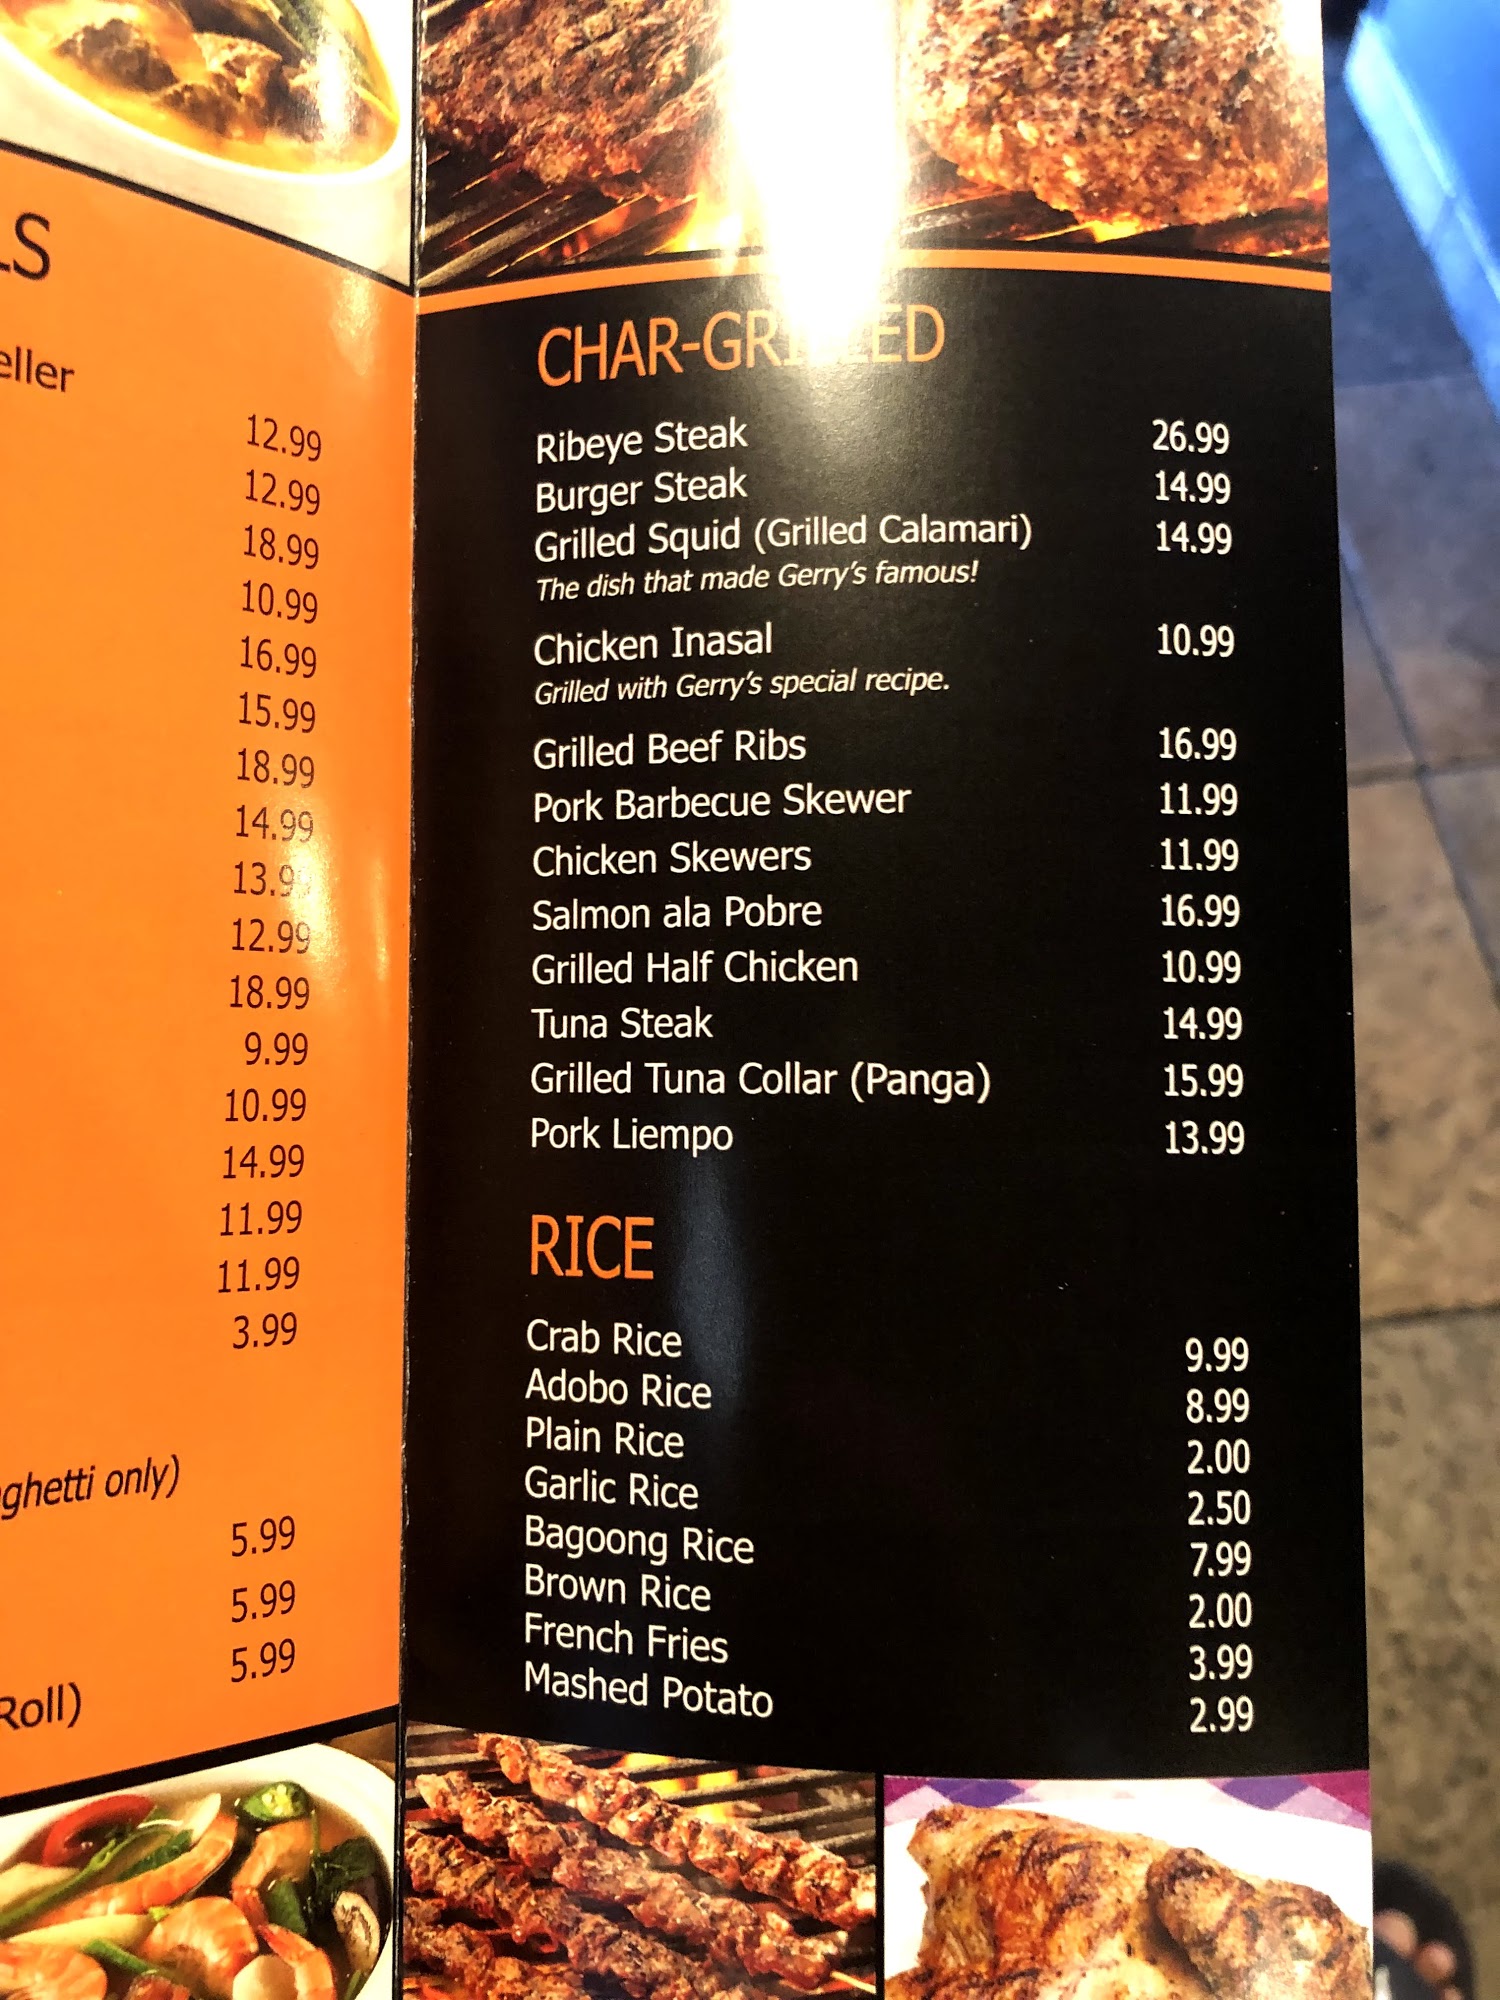 eller
12.99
12.99
18.99
10.99
16.99
15.99
18.99
14.99
13.99
12.99
18.99
9.99
10.99
14.99
11.99
11.99
3.99
ghetti only)
5.99
5.99
5.99
Roll)
CHAR-GRILLED
Ribeye Steak 26.99
Burger Steak 14.99
Grilled Squid (Grilled Calamari) 14.99
The dish that made Gerry's famous!
Chicken Inasal 10.99
Grilled with Gerry's special recipe.
Grilled Beef Ribs 16.99
Pork Barbecue Skewer 11.99
Chicken Skewers 11.99
Salmon ala Pobre 16.99
Grilled Half Chicken 10.99
Tuna Steak 14.99
Grilled Tuna Collar (Panga) 15.99
Pork Liempo 13.99
RICE
Crab Rice 9.99
Adobo Rice 8.99
Plain Rice 2.00
Garlic Rice 2.50
Bagoong Rice 7.99
Brown Rice 2.00
French Fries 3.99
Mashed Potato 2.99